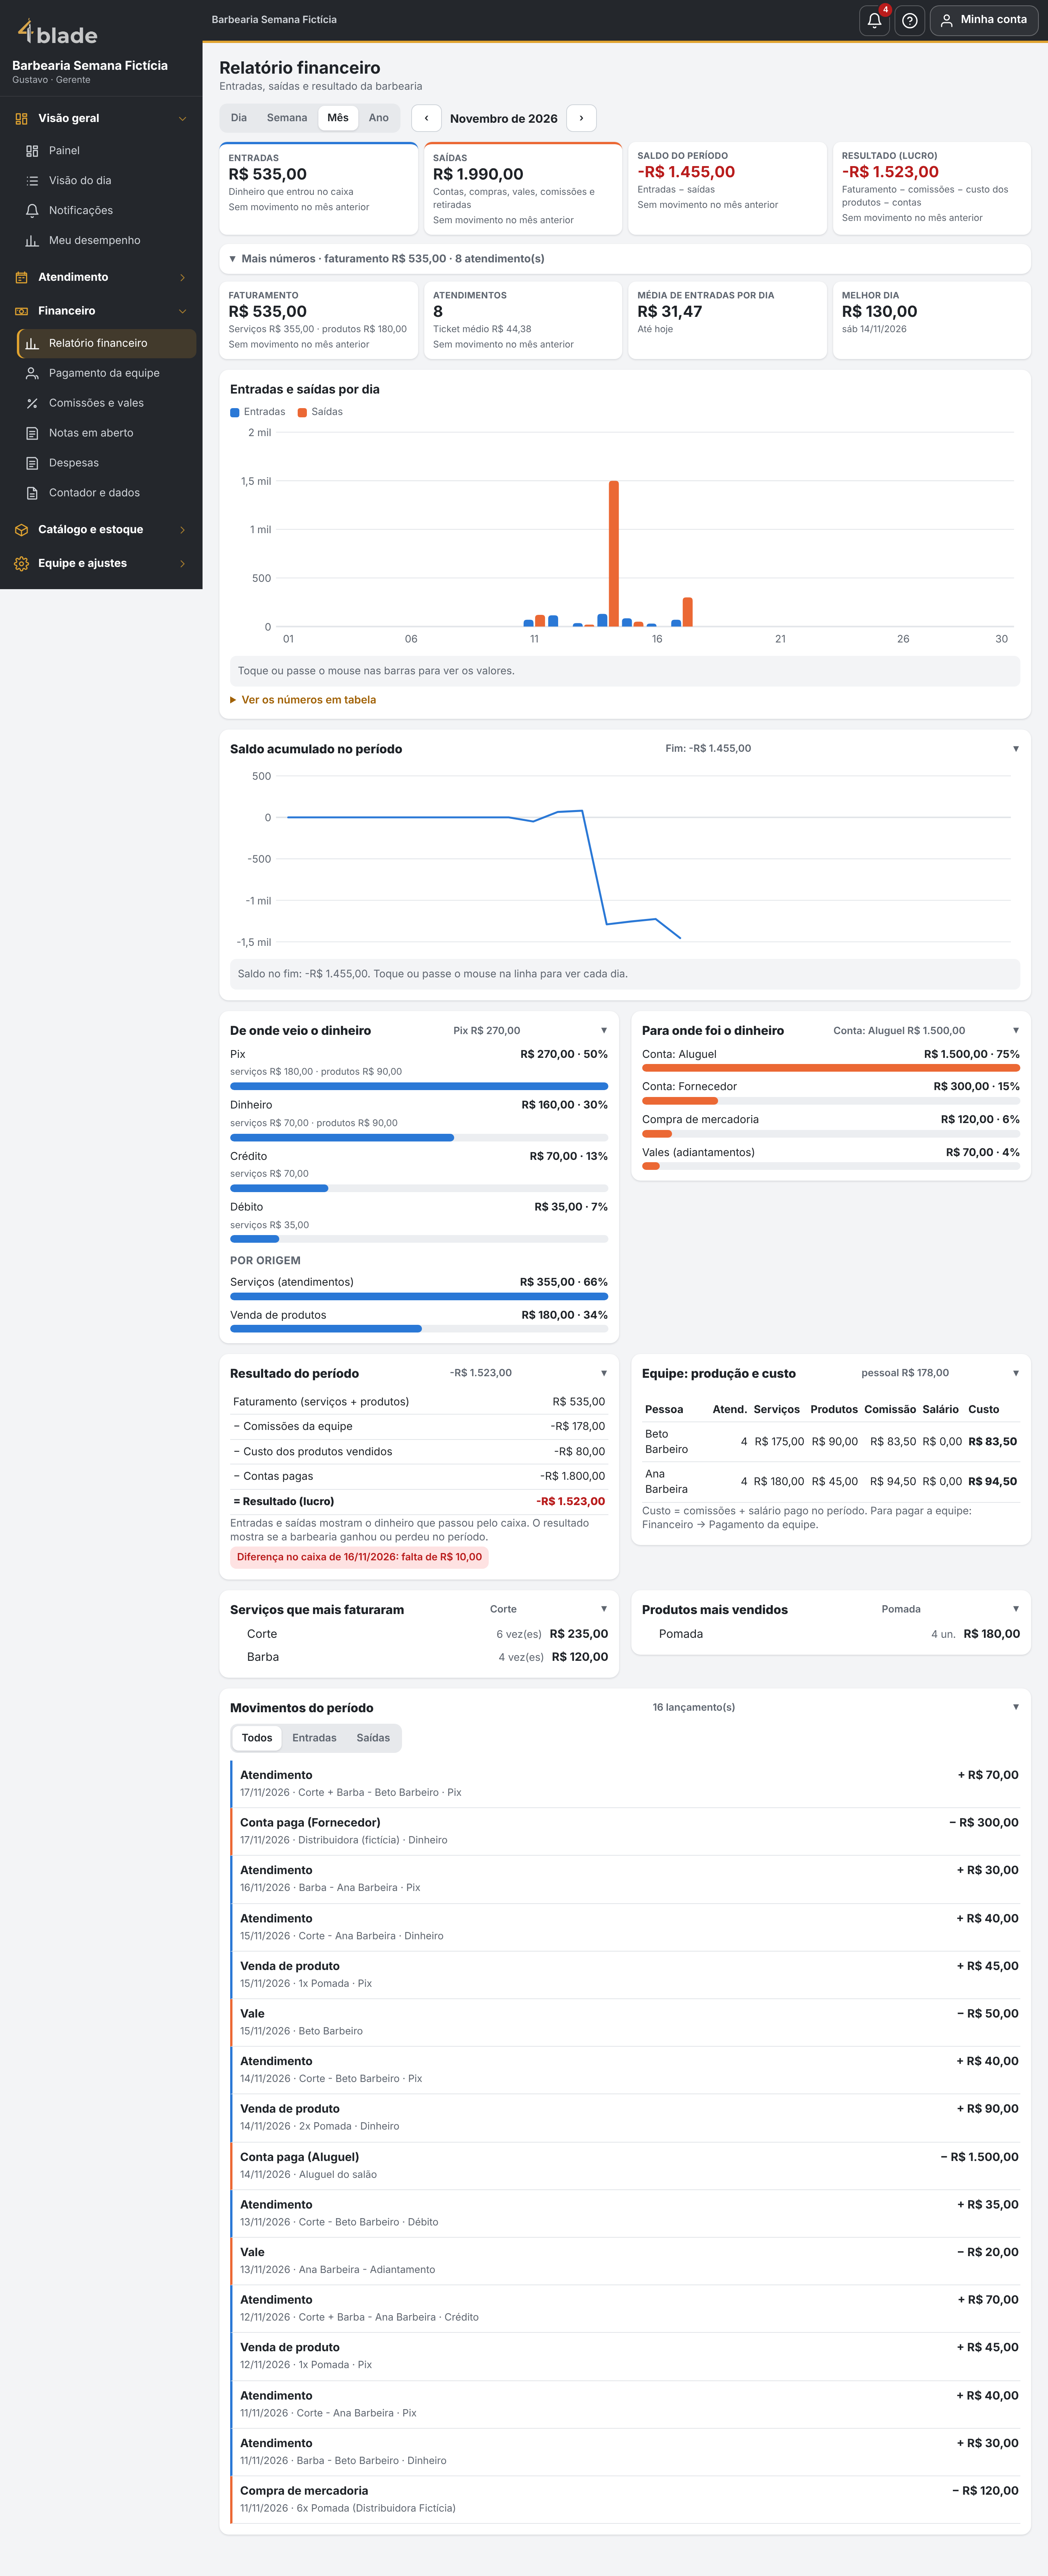 4blade
Barbearia Semana Fictícia
Gustavo · Gerente
Visão geral
Painel
Visão do dia
Notificações
Meu desempenho
Atendimento
Financeiro
Relatório financeiro
Pagamento da equipe
Comissões e vales
Notas em aberto
Despesas
Contador e dados
Catálogo e estoque
Equipe e ajustes
Barbearia Semana Fictícia
4
Minha conta
Relatório financeiro
Entradas, saídas e resultado da barbearia
Dia Semana Mês Ano ‹ Novembro de 2026 ›
ENTRADAS
R$ 535,00
Dinheiro que entrou no caixa
Sem movimento no mês anterior
SAÍDAS
R$ 1.990,00
Contas, compras, vales, comissões e
retiradas
Sem movimento no mês anterior
SALDO DO PERÍODO
-R$ 1.455,00
Entradas − saídas
Sem movimento no mês anterior
RESULTADO (LUCRO)
-R$ 1.523,00
Faturamento − comissões − custo dos
produtos − contas
Sem movimento no mês anterior
▼ Mais números · faturamento R$ 535,00 · 8 atendimento(s)
FATURAMENTO
R$ 535,00
Serviços R$ 355,00 · produtos R$ 180,00
Sem movimento no mês anterior
ATENDIMENTOS
8
Ticket médio R$ 44,38
Sem movimento no mês anterior
MÉDIA DE ENTRADAS POR DIA
R$ 31,47
Até hoje
MELHOR DIA
R$ 130,00
sáb 14/11/2026
Entradas e saídas por dia
Entradas Saídas
2 mil
1,5 mil
1 mil
500
0
01 06 11 16 21 26 30
Toque ou passe o mouse nas barras para ver os valores.
▶ Ver os números em tabela
Saldo acumulado no período Fim: -R$ 1.455,00 ▼
500
0
-500
-1 mil
-1,5 mil
Saldo no fim: -R$ 1.455,00. Toque ou passe o mouse na linha para ver cada dia.
De onde veio o dinheiro Pix R$ 270,00 ▼
Pix R$ 270,00 · 50%
serviços R$ 180,00 · produtos R$ 90,00
Dinheiro R$ 160,00 · 30%
serviços R$ 70,00 · produtos R$ 90,00
Crédito R$ 70,00 · 13%
serviços R$ 70,00
Débito R$ 35,00 · 7%
serviços R$ 35,00
POR ORIGEM
Serviços (atendimentos) R$ 355,00 · 66%
Venda de produtos R$ 180,00 · 34%
Para onde foi o dinheiro Conta: Aluguel R$ 1.500,00 ▼
Conta: Aluguel R$ 1.500,00 · 75%
Conta: Fornecedor R$ 300,00 · 15%
Compra de mercadoria R$ 120,00 · 6%
Vales (adiantamentos) R$ 70,00 · 4%
Resultado do período -R$ 1.523,00 ▼
Faturamento (serviços + produtos) R$ 535,00
− Comissões da equipe -R$ 178,00
− Custo dos produtos vendidos -R$ 80,00
− Contas pagas -R$ 1.800,00
= Resultado (lucro) -R$ 1.523,00
Entradas e saídas mostram o dinheiro que passou pelo caixa. O resultado
mostra se a barbearia ganhou ou perdeu no período.
Diferença no caixa de 16/11/2026: falta de R$ 10,00
Equipe: produção e custo pessoal R$ 178,00 ▼
Pessoa Atend. Serviços Produtos Comissão Salário Custo
Beto
Barbeiro 4 R$ 175,00 R$ 90,00 R$ 83,50 R$ 0,00 R$ 83,50
Ana
Barbeira 4 R$ 180,00 R$ 45,00 R$ 94,50 R$ 0,00 R$ 94,50
Custo = comissões + salário pago no período. Para pagar a equipe:
Financeiro → Pagamento da equipe.
Serviços que mais faturaram Corte ▼
Corte 6 vez(es) R$ 235,00
Barba 4 vez(es) R$ 120,00
Produtos mais vendidos Pomada ▼
Pomada 4 un. R$ 180,00
Movimentos do período 16 lançamento(s) ▼
Todos Entradas Saídas
Atendimento + R$ 70,00
17/11/2026 · Corte + Barba - Beto Barbeiro · Pix
Conta paga (Fornecedor) − R$ 300,00
17/11/2026 · Distribuidora (fictícia) · Dinheiro
Atendimento + R$ 30,00
16/11/2026 · Barba - Ana Barbeira · Pix
Atendimento + R$ 40,00
15/11/2026 · Corte - Ana Barbeira · Dinheiro
Venda de produto + R$ 45,00
15/11/2026 · 1x Pomada · Pix
Vale − R$ 50,00
15/11/2026 · Beto Barbeiro
Atendimento + R$ 40,00
14/11/2026 · Corte - Beto Barbeiro · Pix
Venda de produto + R$ 90,00
14/11/2026 · 2x Pomada · Dinheiro
Conta paga (Aluguel) − R$ 1.500,00
14/11/2026 · Aluguel do salão
Atendimento + R$ 35,00
13/11/2026 · Corte - Beto Barbeiro · Débito
Vale − R$ 20,00
13/11/2026 · Ana Barbeira - Adiantamento
Atendimento + R$ 70,00
12/11/2026 · Corte + Barba - Ana Barbeira · Crédito
Venda de produto + R$ 45,00
12/11/2026 · 1x Pomada · Pix
Atendimento + R$ 40,00
11/11/2026 · Corte - Ana Barbeira · Pix
Atendimento + R$ 30,00
11/11/2026 · Barba - Beto Barbeiro · Dinheiro
Compra de mercadoria − R$ 120,00
11/11/2026 · 6x Pomada (Distribuidora Fictícia)